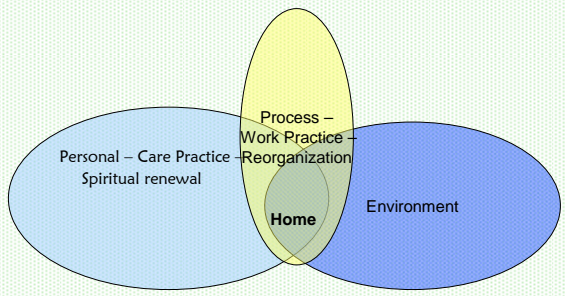 Process –
Work Practice –
Reorganization
Personal – Care Practice –
Spiritual renewal
Home
Environment